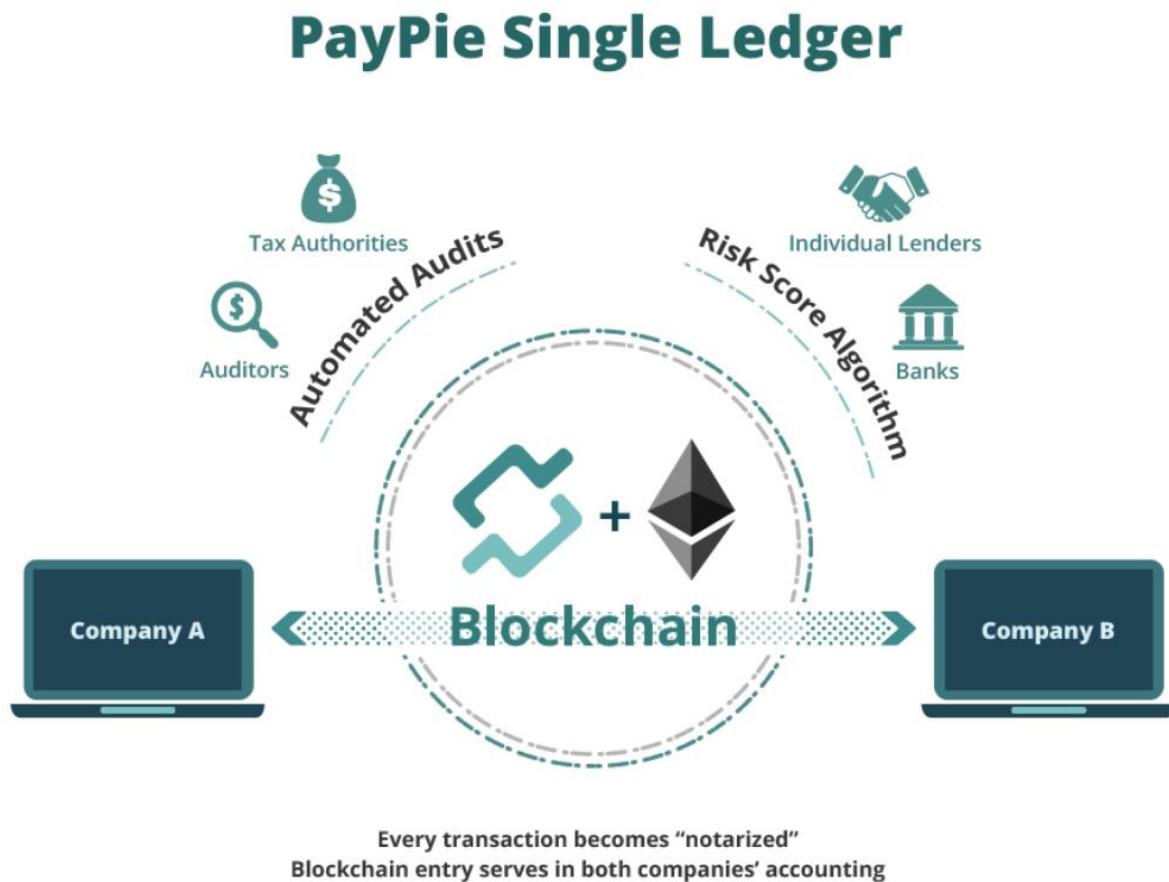 PayPie Single Ledger
Tax Authorities
Auditors
Automated Audits
Risk Score Algorithm
Individual Lenders
Banks
+
Company A
Blockchain
Company B
Every transaction becomes “notarized”
Blockchain entry serves in both companies’ accounting